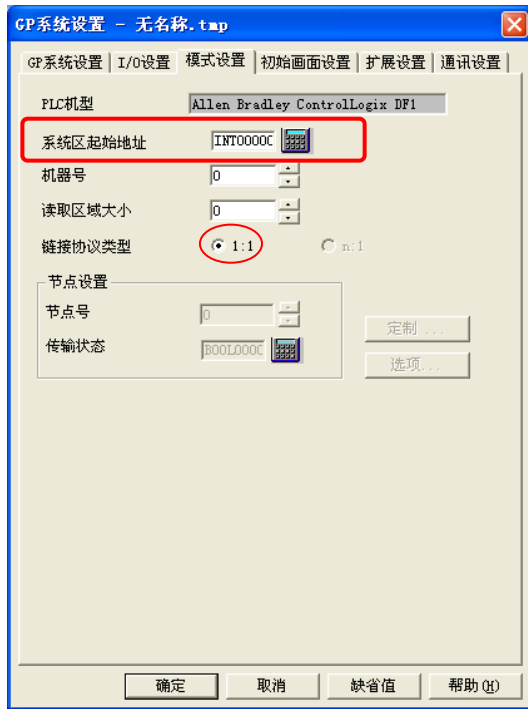 GP系统设置 - 无名称.tmp
GP系统设置 I/O设置 模式设置 初始画面设置 扩展设置 通讯设置
PLC机型 Allen Bradley ControlLogix DF1
系统区起始地址 INT0000C
机器号 0
读取区域大小 0
链接协议类型 1:1 n:1
节点设置
节点号 0
定制 ...
传输状态 BOOL000C
选项...
确定 取消 缺省值 帮助(H)